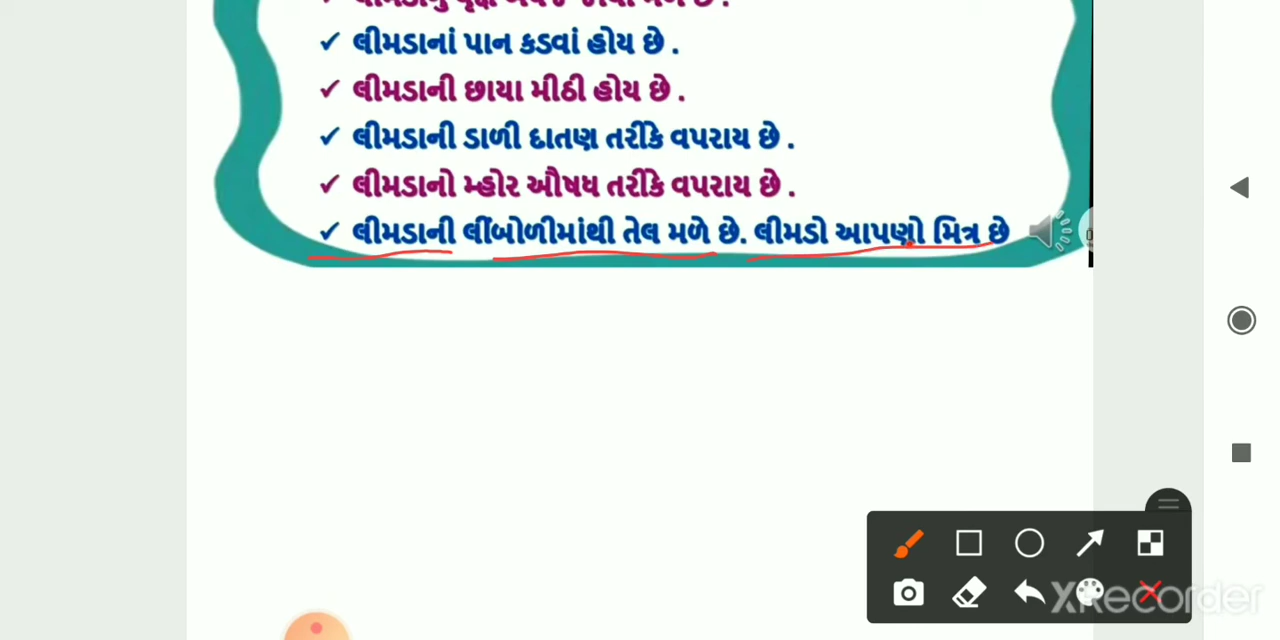 લીમડાનાં પાન કડવાં હોય છે .
લીમડાની છાયા મીઠી હોય છે .
લીમડાની ડાળી દાતણ તરીકે વપરાય છે .
લીમડાનો મ્હોર ઔષધ તરીકે વપરાય છે .
લીમડાની લીંબોળીમાંથી તેલ મળે છે. લીમડો આપણો મિત્ર છે
XRecorder